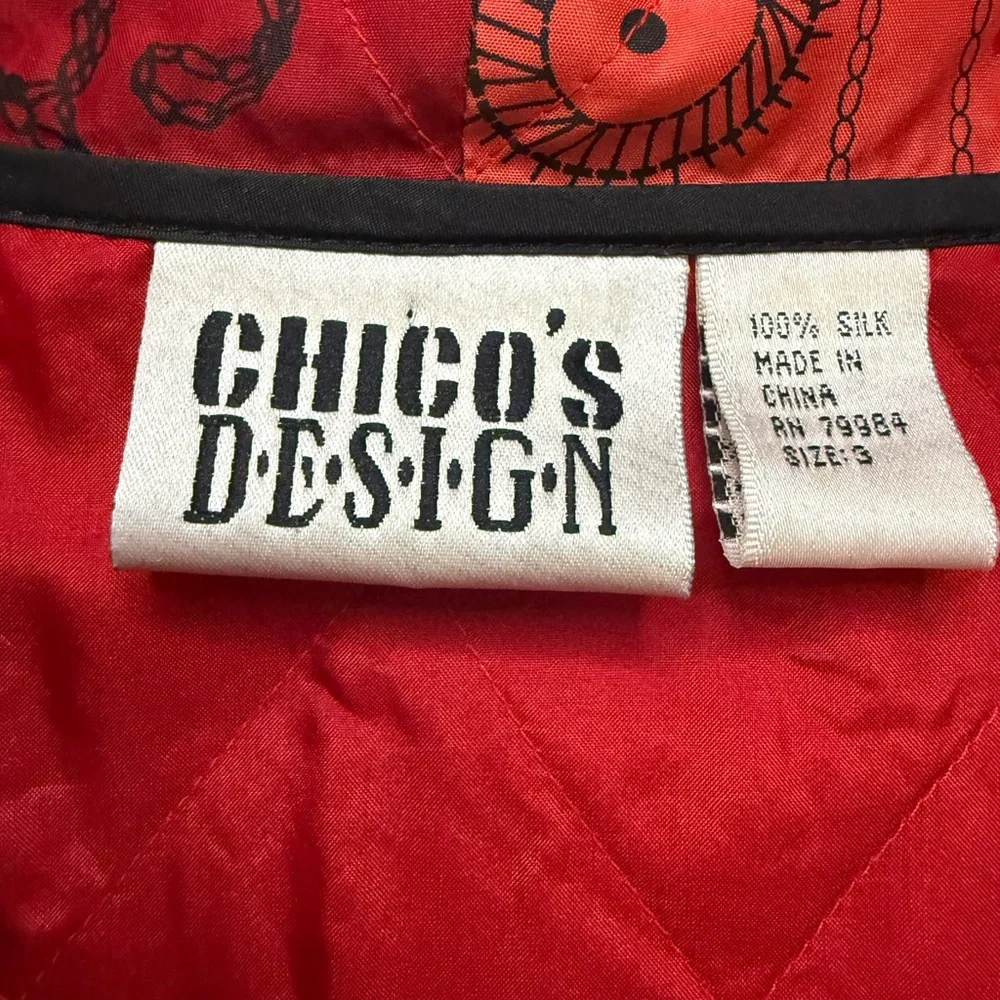 CHICO'S
D•E•S•I•G•N
100% SILK
MADE IN
CHINA
RN 79984
SIZE: 3